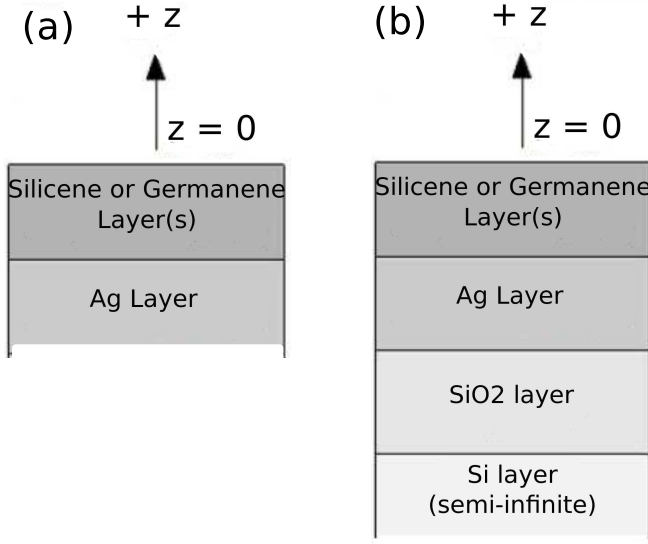 (a)
+ z
z = 0
Silicene or Germanene
Layer(s)
Ag Layer
(b)
+ z
z = 0
Silicene or Germanene
Layer(s)
Ag Layer
SiO2 layer
Si layer
(semi-infinite)